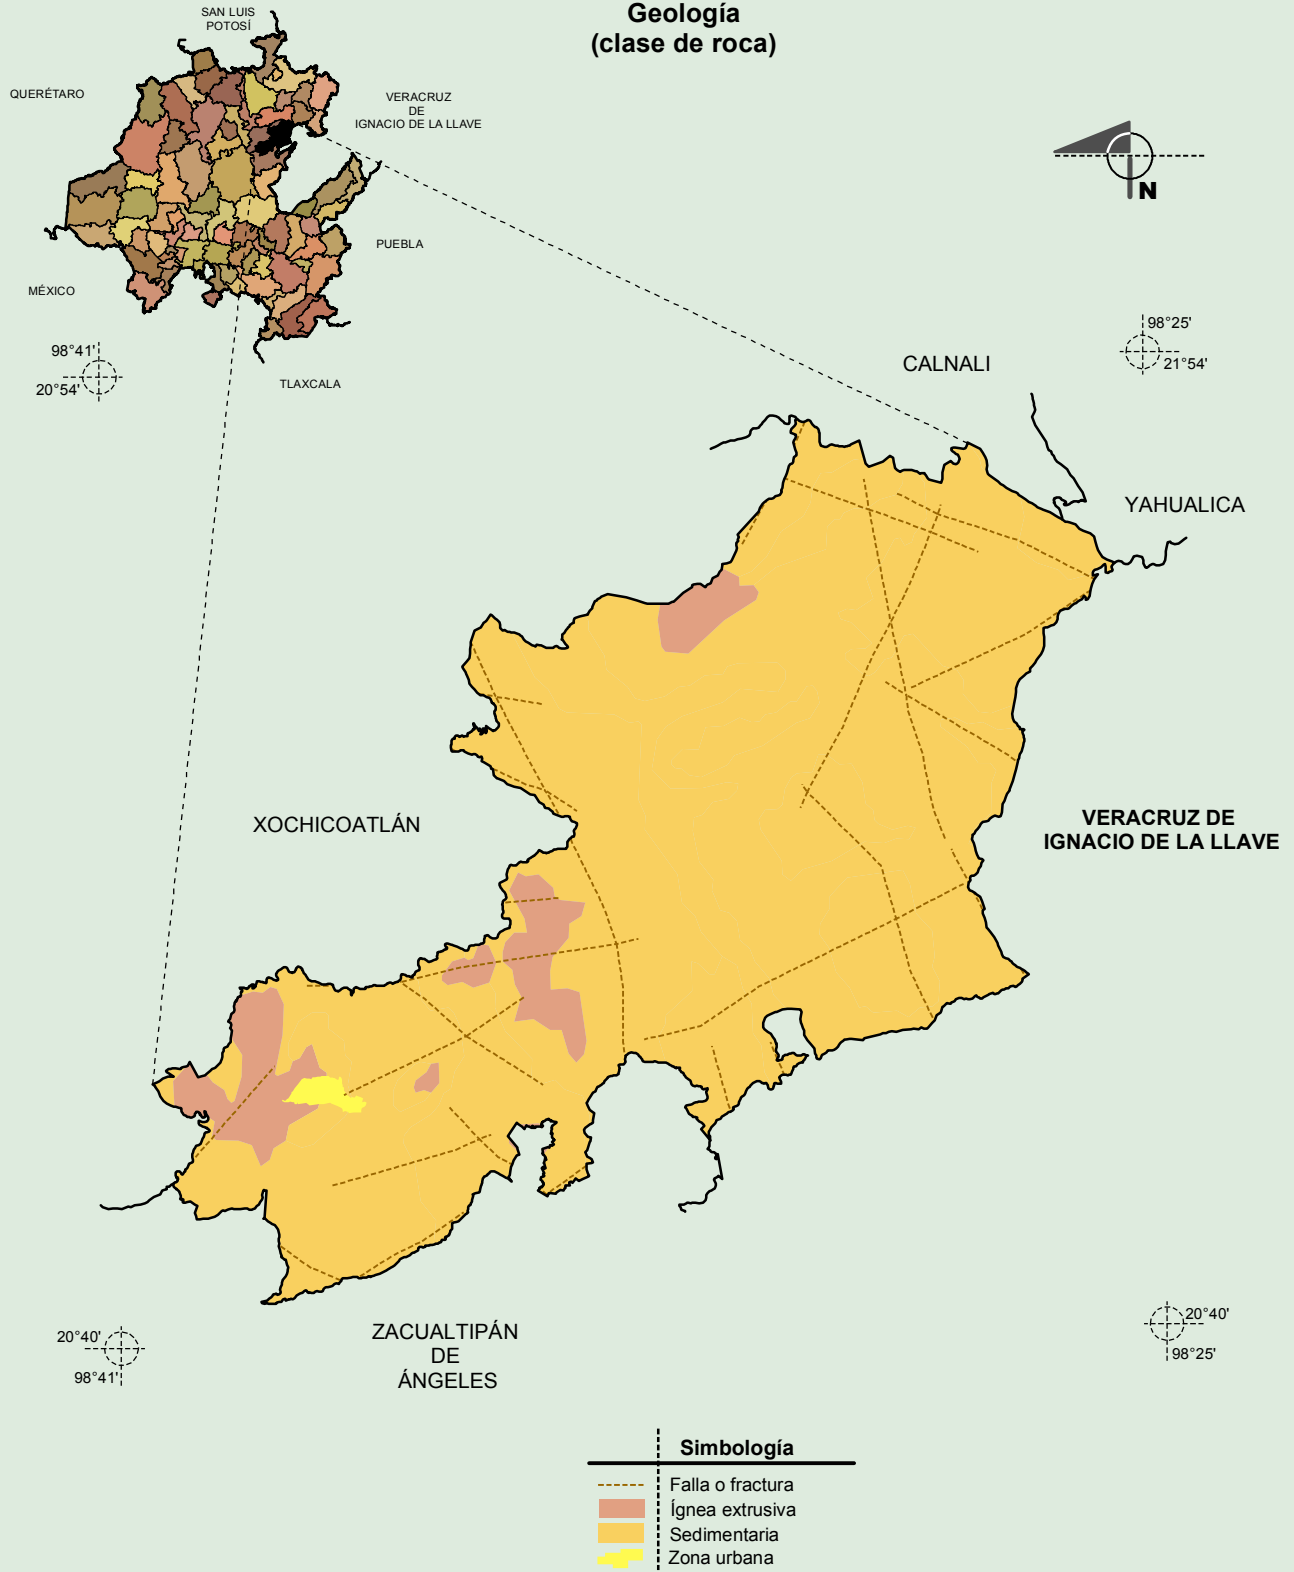 Geología
(clase de roca)
SAN LUIS
POTOSÍ
QUERÉTARO
VERACRUZ
DE
IGNACIO DE LA LLAVE
PUEBLA
MÉXICO
TLAXCALA
N
98°41'
20°54'
98°25'
21°54'
CALNALI
YAHUALICA
XOCHICOATLÁN
VERACRUZ DE
IGNACIO DE LA LLAVE
ZACUALTIPÁN
DE
ÁNGELES
20°40'
98°41'
20°40'
98°25'
Simbología
Falla o fractura
Ígnea extrusiva
Sedimentaria
Zona urbana